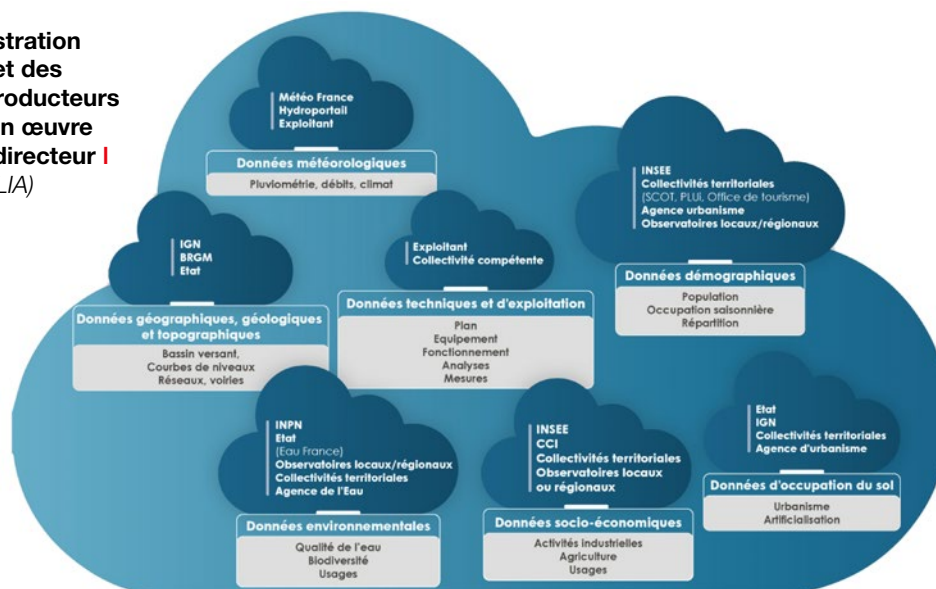 stration
et des
roducteurs
n œuvre
directeur I
LIA)
Météo France
Hydroportail
Exploitant
Données météorologiques
Pluviométrie, débits, climat
INSEE
Collectivités territoriales
(SCOT, PLUi, Office de tourisme)
Agence urbanisme
Observatoires locaux/régionaux
Données démographiques
Population
Occupation saisonnière
Répartition
IGN
BRGM
Etat
Données géographiques, géologiques
et topographiques
Bassin versant,
Courbes de niveaux
Réseaux, voiries
Exploitant
Collectivité compétente
Données techniques et d'exploitation
Plan
Equipement
Fonctionnement
Analyses
Mesures
INPN
Etat
(Eau France)
Observatoires locaux/régionaux
Collectivités territoriales
Agence de l'Eau
Données environnementales
Qualité de l'eau
Biodiversité
Usages
INSEE
CCI
Collectivités territoriales
Observatoires locaux
ou régionaux
Données socio-économiques
Activités industrielles
Agriculture
Usages
Etat
IGN
Collectivités territoriales
Agence d'urbanisme
Données d'occupation du sol
Urbanisme
Artificialisation